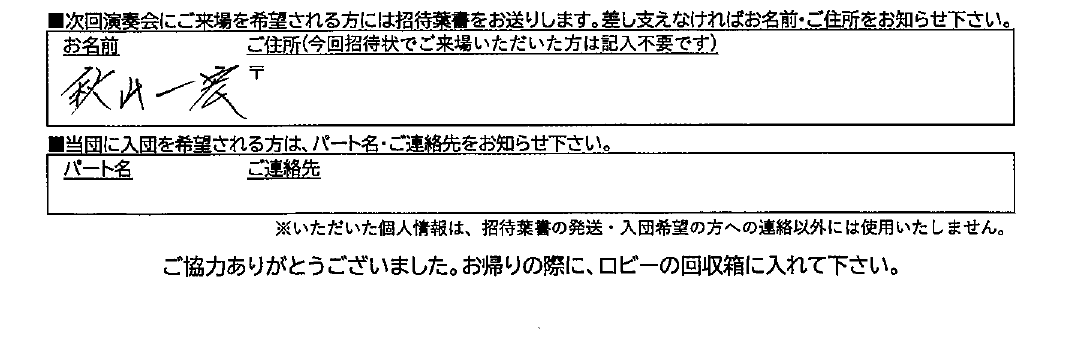 ■次回演奏会にご来場を希望される方には招待葉書をお送りします。差し支えなければお名前・ご住所をお知らせ下さい。
お名前 ご住所(今回招待状でご来場いただいた方は記入不要です)
秋山一 〒
■当団に入団を希望される方は、パート名・ご連絡先をお知らせ下さい。
パート名 ご連絡先
※いただいた個人情報は、招待葉書の発送・入団希望の方への連絡以外には使用いたしません。
ご協力ありがとうございました。お帰りの際に、ロビーの回収箱に入れて下さい。